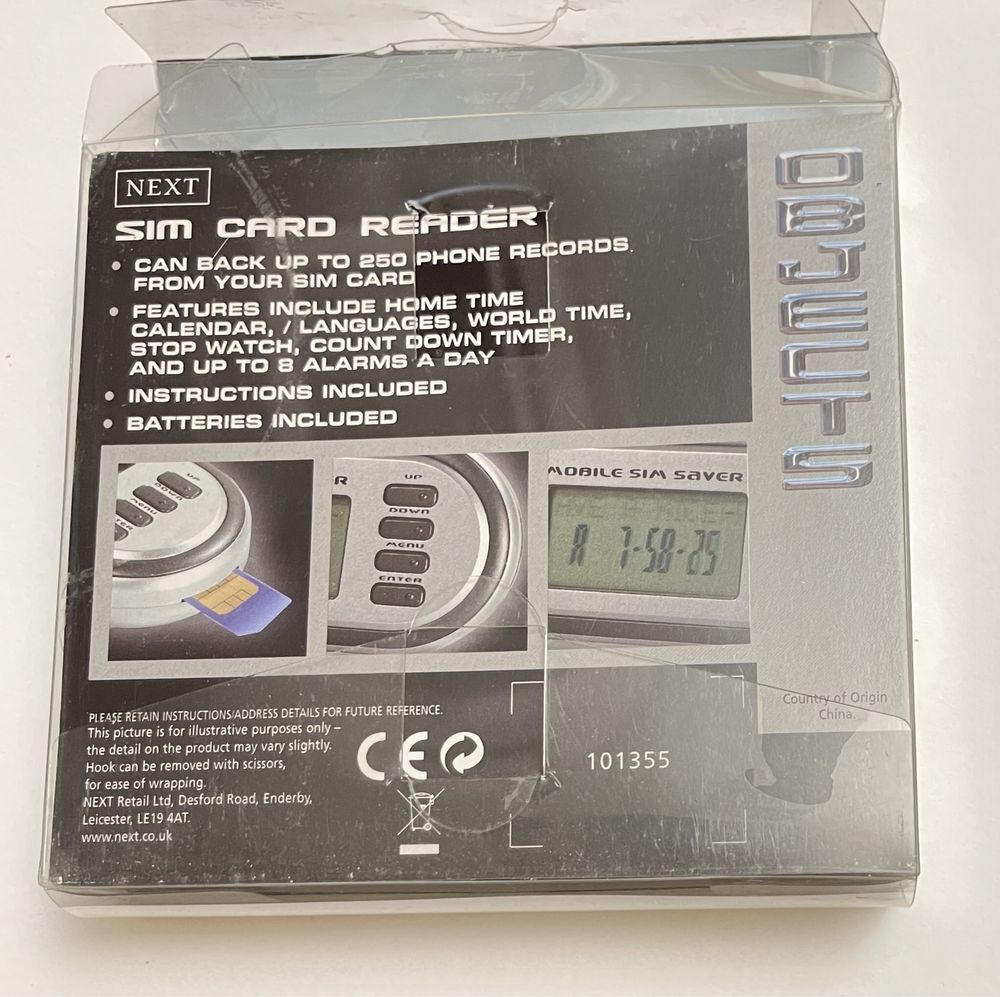 NEXT
SIM CARD READER
• CAN BACK UP TO 250 PHONE RECORDS.
FROM YOUR SIM CARD
• FEATURES INCLUDE HOME TIME
CALENDAR, / LANGUAGES, WORLD TIME,
STOP WATCH, COUNT DOWN TIMER,
AND UP TO 8 ALARMS A DAY
• INSTRUCTIONS INCLUDED
• BATTERIES INCLUDED
OBJECTS
UP
DOWN
MENU
TER
R
UP
DOWN
MENU
ENTER
MOBILE SIM SAVER
A 7-58-25
PLEASE RETAIN INSTRUCTIONS/ADDRESS DETAILS FOR FUTURE REFERENCE.
This picture is for illustrative purposes only –
the detail on the product may vary slightly.
Hook can be removed with scissors,
for ease of wrapping.
NEXT Retail Ltd, Desford Road, Enderby,
Leicester, LE19 4AT.
www.next.co.uk
CE
101355
Country of Origin
China.